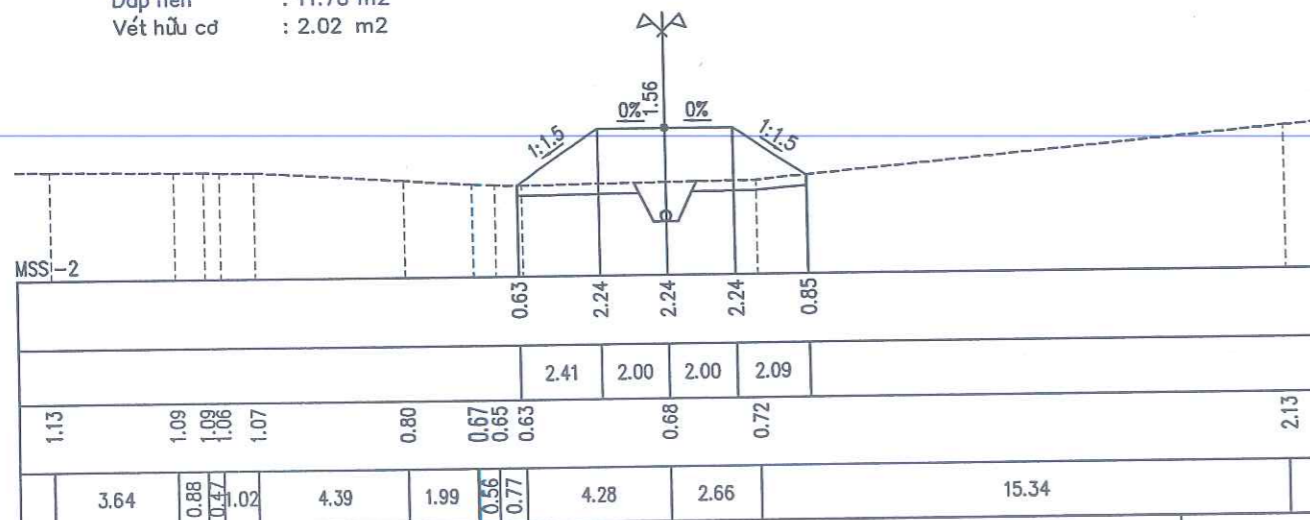 : 11.78 m2
Vét hữu cơ : 2.02 m2
1.56
0% 0%
1:1.5 1:1.5
MSS -2
0.63 2.24 2.24 2.24 0.85
2.41 2.00 2.00 2.09
1.13 1.09 1.09 1.06 1.07 0.80 0.67 0.65 0.63 0.68 0.72 2.13
3.64 0.88 0.47 1.02 4.39 1.99 0.56 0.77 4.28 2.66 15.34